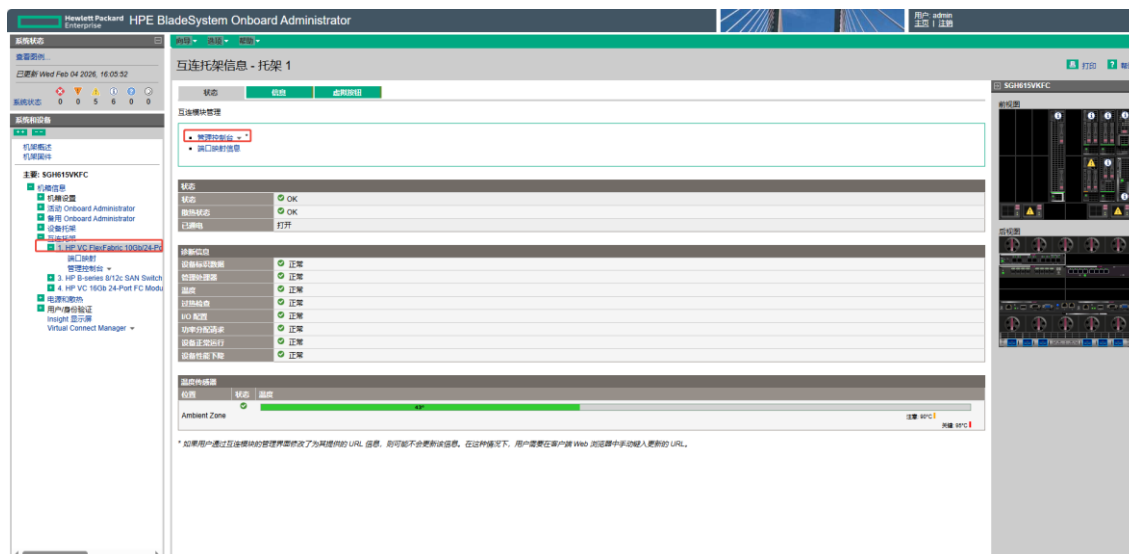 Hewlett Packard Enterprise
HPE BladeSystem Onboard Administrator
用户: admin
主页 | 注销
系统状态
向导 选项 帮助
查看图例...
已更新 Wed Feb 04 2026, 16:05:52
系统状态 0 0 5 6 0 0
系统和设备
机架概述
机架固件
主要: SGH615VKFC
机箱信息
机箱设置
活动 Onboard Administrator
备用 Onboard Administrator
设备托架
互连托架
1. HP VC FlexFabric 10Gb/24-Po
端口映射
管理控制台
3. HP B-series 8/12c SAN Switch
4. HP VC 16Gb 24-Port FC Modu
电源和散热
用户/身份验证
Insight 显示屏
Virtual Connect Manager
互连托架信息 - 托架 1
打印
状态 信息 虚拟按钮
互连模块管理
管理控制台 *
端口映射信息
状态
状态 OK
散热状态 OK
已通电 打开
诊断信息
设备标识数据 正常
管理处理器 正常
温度 正常
过热检查 正常
I/O 配置 正常
功率分配请求 正常
设备正常运行 正常
设备性能下降 正常
温度传感器
位置 状态 温度
Ambient Zone 43°
注意: 90°C
关键: 95°C
* 如果用户通过互连模块的管理界面修改了为其提供的 URL 信息，则可能不会更新该信息。在这种情况下，用户需要在客户端 Web 浏览器中手动键入更新的 URL。
SGH615VKFC
前视图
后视图